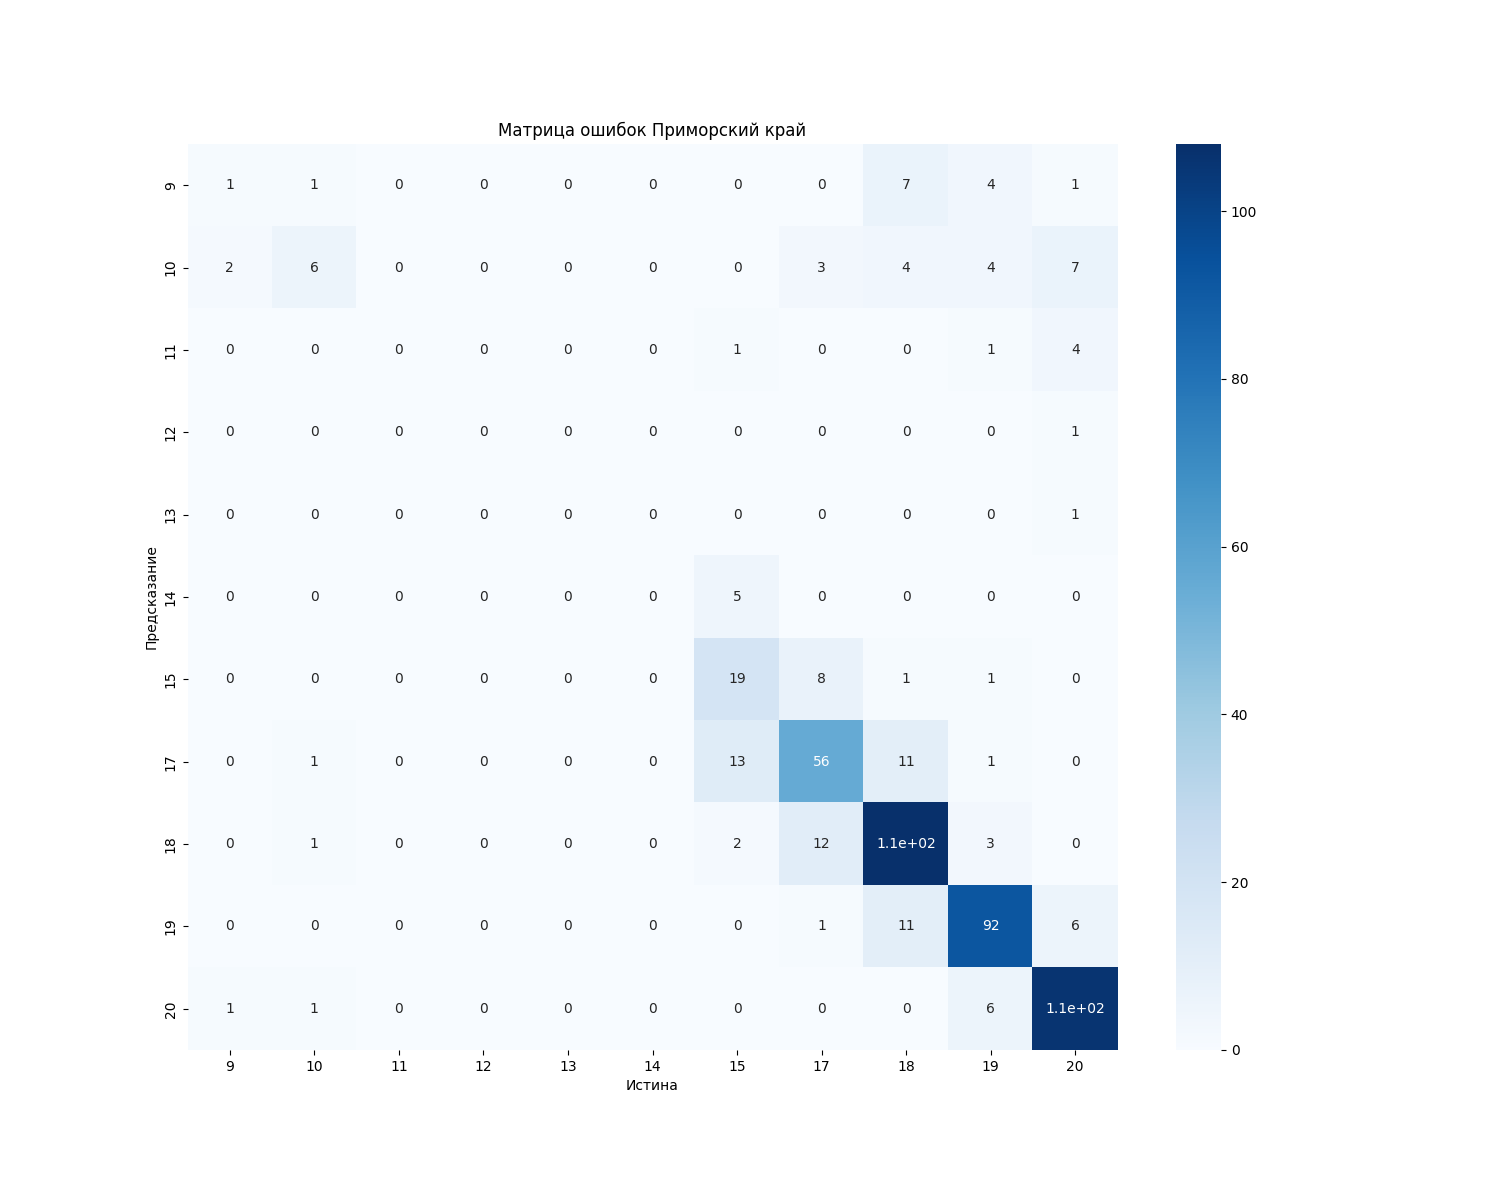 Матрица ошибок Приморский край
9 1 1 0 0 0 0 0 0 7 4 1
10 2 6 0 0 0 0 0 3 4 4 7
11 0 0 0 0 0 0 1 0 0 1 4
12 0 0 0 0 0 0 0 0 0 0 1
13 0 0 0 0 0 0 0 0 0 0 1
14 0 0 0 0 0 0 5 0 0 0 0
15 0 0 0 0 0 0 19 8 1 1 0
17 0 1 0 0 0 0 13 56 11 1 0
18 0 1 0 0 0 0 2 12 1.1e+02 3 0
19 0 0 0 0 0 0 0 1 11 92 6
20 1 1 0 0 0 0 0 0 0 6 1.1e+02
9 10 11 12 13 14 15 17 18 19 20
Истина
Предсказание
100
80
60
40
20
0